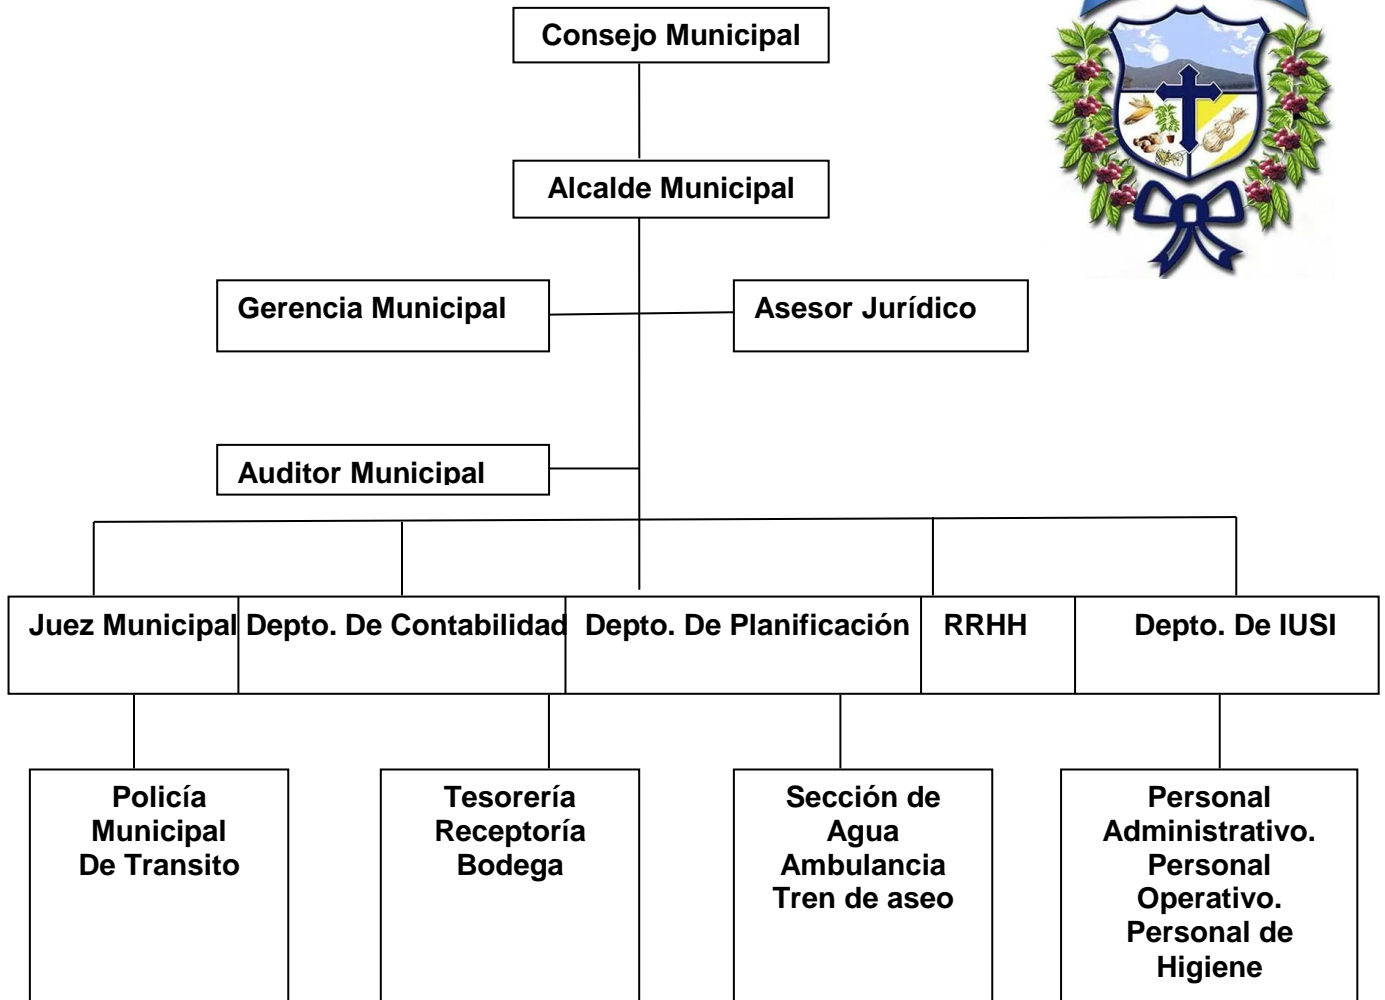 Consejo Municipal
Alcalde Municipal
Gerencia Municipal
Asesor Jurídico
Auditor Municipal
Juez Municipal
Depto. De Contabilidad
Depto. De Planificación
RRHH
Depto. De IUSI
Policía
Municipal
De Transito
Tesorería
Receptoría
Bodega
Sección de
Agua
Ambulancia
Tren de aseo
Personal
Administrativo.
Personal
Operativo.
Personal de
Higiene